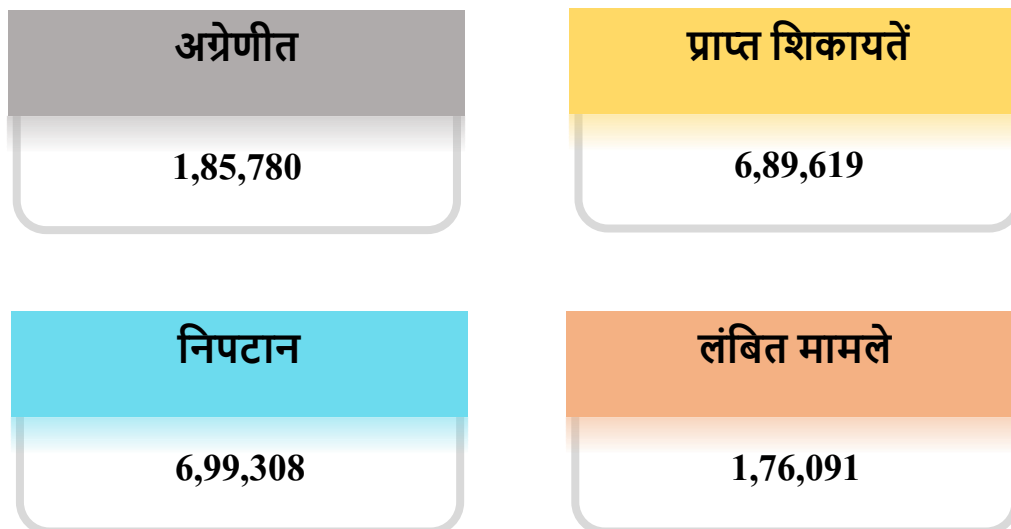 अग्रेणीत
1,85,780
प्राप्त शिकायतें
6,89,619
निपटान
6,99,308
लंबित मामले
1,76,091